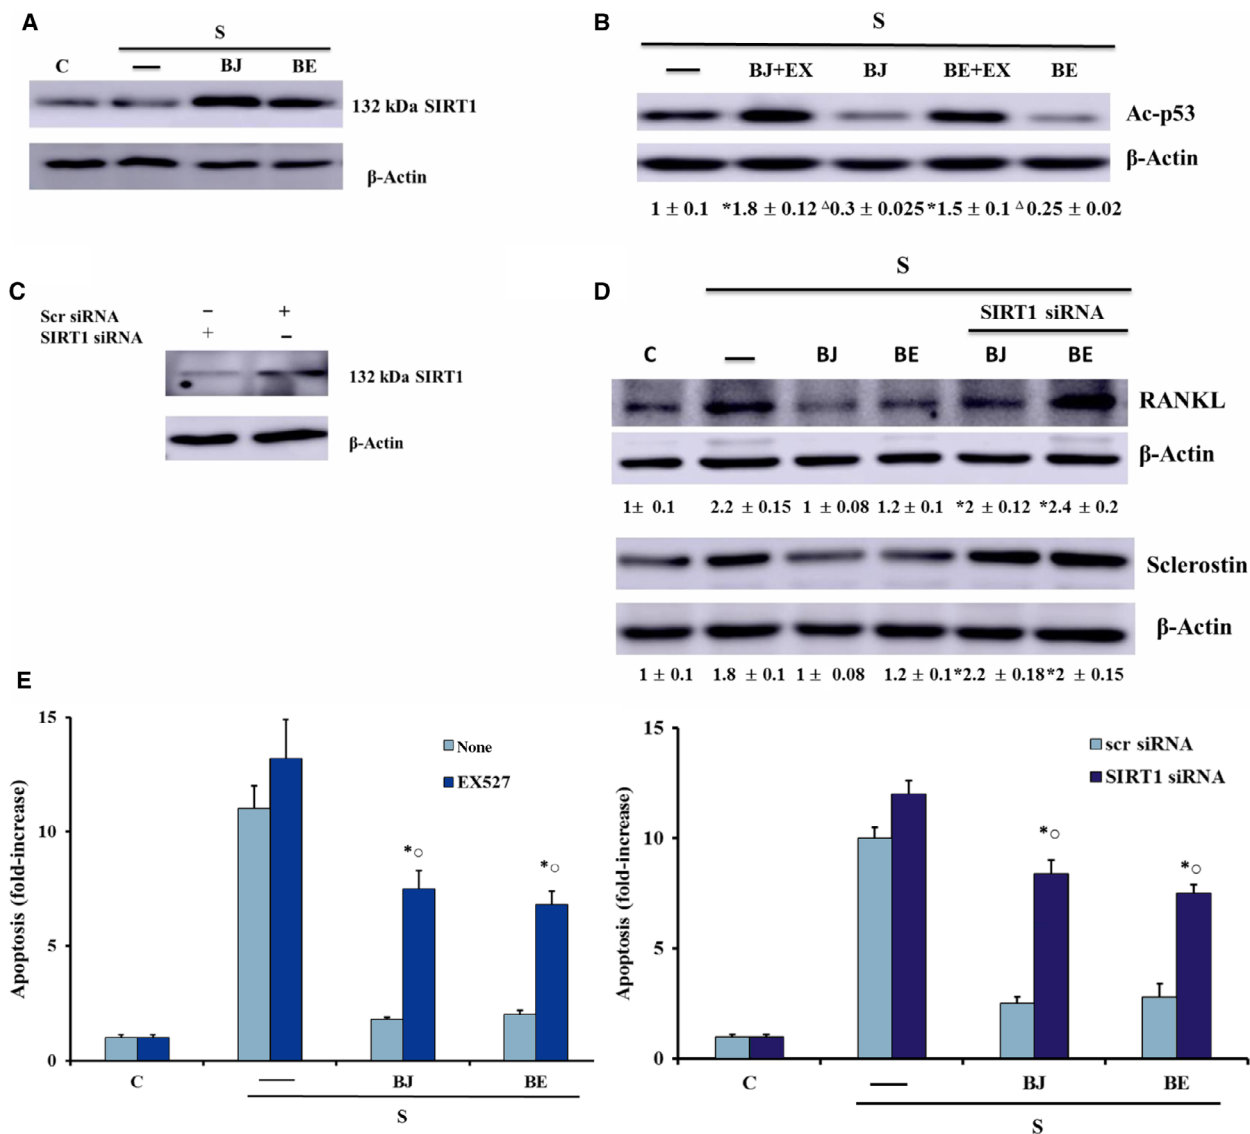 A
S
C — BJ BE
132 kDa SIRT1
β-Actin
B
S
— BJ+EX BJ BE+EX BE
Ac-p53
β-Actin
1 ± 0.1 *1.8 ± 0.12 Δ0.3 ± 0.025 *1.5 ± 0.1 Δ0.25 ± 0.02
C
Scr siRNA – +
SIRT1 siRNA + –
132 kDa SIRT1
β-Actin
D
S
SIRT1 siRNA
C — BJ BE BJ BE
RANKL
β-Actin
1± 0.1 2.2 ± 0.15 1 ± 0.08 1.2 ± 0.1 *2 ± 0.12 *2.4 ± 0.2
Sclerostin
β-Actin
1 ± 0.1 1.8 ± 0.1 1 ± 0.08 1.2 ± 0.1 *2.2 ± 0.18 *2 ± 0.15
E
Apoptosis (fold-increase)
15
10
5
0
None
EX527
*○
*○
C — BJ BE
S
Apoptosis (fold-increase)
15
10
5
0
scr siRNA
SIRT1 siRNA
*○
*○
C — BJ BE
S